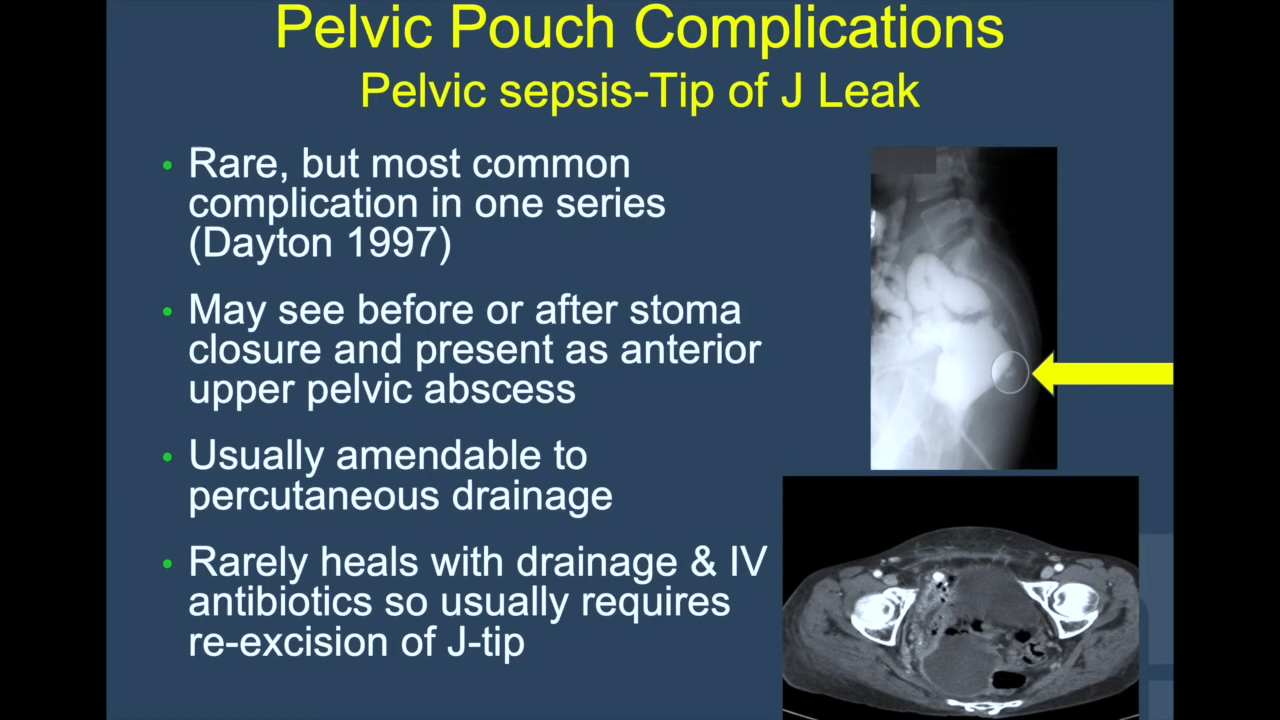 Pelvic Pouch Complications
Pelvic sepsis-Tip of J Leak
• Rare, but most common
complication in one series
(Dayton 1997)
• May see before or after stoma
closure and present as anterior
upper pelvic abscess
• Usually amendable to
percutaneous drainage
• Rarely heals with drainage & IV
antibiotics so usually requires
re-excision of J-tip